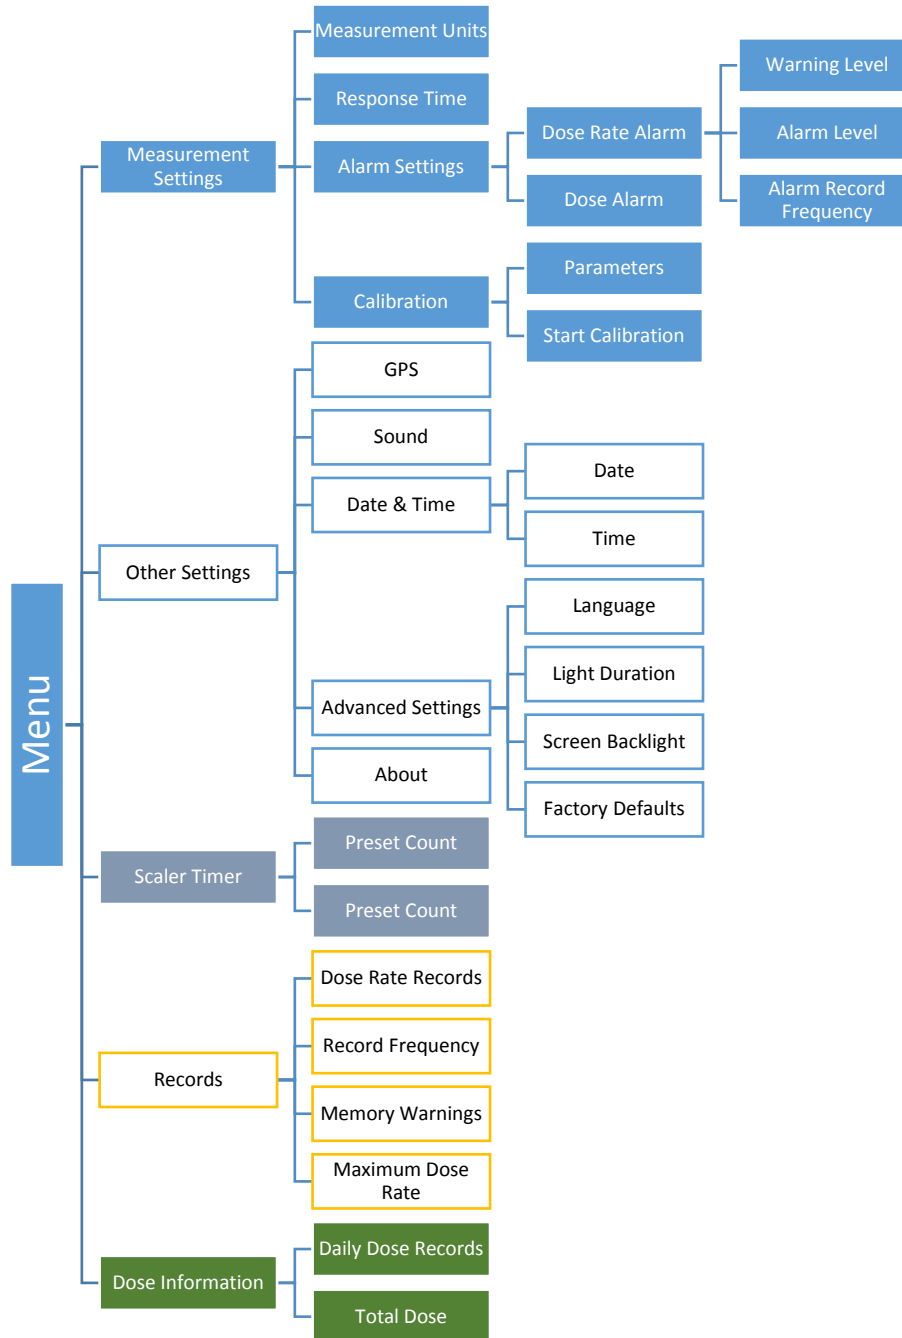 Menu
Measurement
Settings
Measurement Units
Response Time
Alarm Settings
Dose Rate Alarm
Warning Level
Alarm Level
Alarm Record
Frequency
Dose Alarm
Calibration
Parameters
Start Calibration
Other Settings
GPS
Sound
Date & Time
Date
Time
Advanced Settings
Language
Light Duration
Screen Backlight
Factory Defaults
About
Scaler Timer
Preset Count
Preset Count
Records
Dose Rate Records
Record Frequency
Memory Warnings
Maximum Dose
Rate
Dose Information
Daily Dose Records
Total Dose